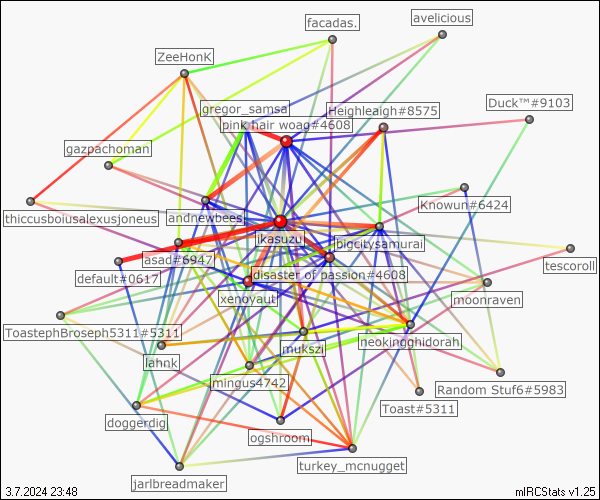 avelicious
facadas.
ZeeHonK
Duck™#9103
gregor_samsa
Heighleigh#8575
pink hair woag#4608
gazpachoman
Knowun#6424
thiccusboiusalexusjoneus
andnewbees
ikasuzu
bigcitysamurai
asad#6947
tescoroll
default#0617
disaster of passion#4608
xenovaut
moonraven
ToastephBroseph5311#5311
neokingghidorah
mukszi
lahnk
mingus4742
Random Stuf6#5983
Toast#5311
doggerdig
ogshroom
turkey_mcnugget
jarlbreadmaker
3.7.2024 23:48
mIRCStats v1.25